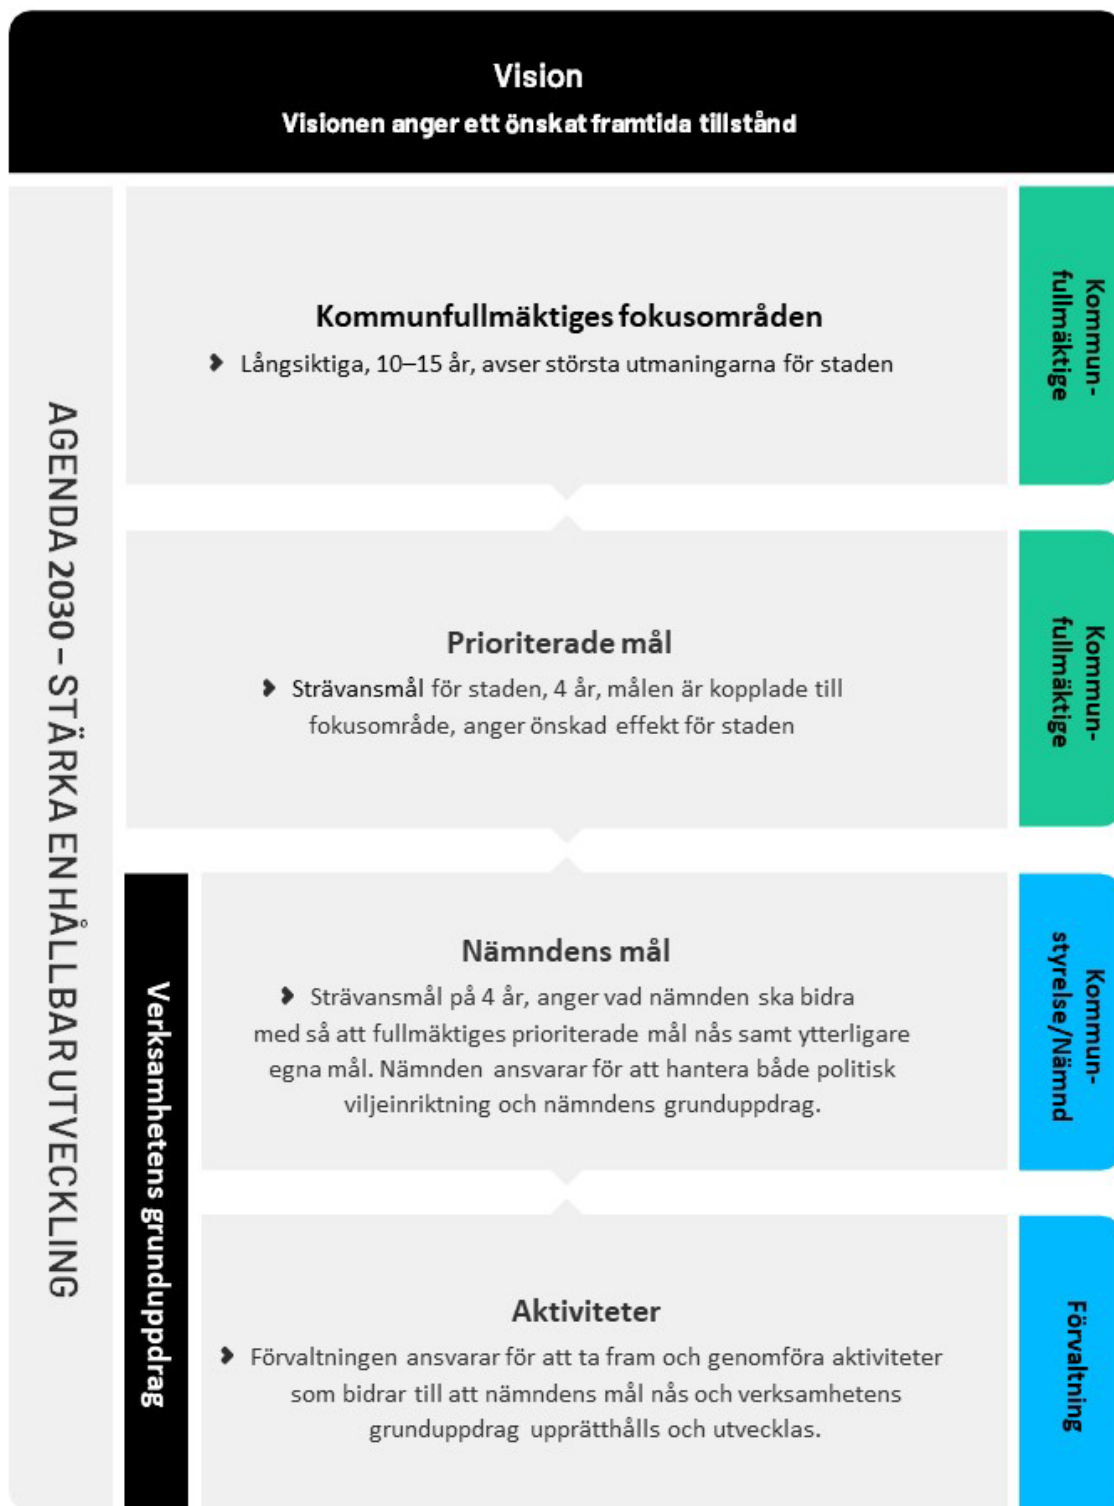 Vision
Visionen anger ett önskat framtida tillstånd
AGENDA 2030 – STÄRKA EN HÅLLBAR UTVECKLING
Kommunfullmäktiges fokusområden
❥ Långsiktiga, 10–15 år, avser största utmaningarna för staden
Kommun-
fullmäktige
Prioriterade mål
❥ Strävansmål för staden, 4 år, målen är kopplade till
fokusområde, anger önskad effekt för staden
Kommun-
fullmäktige
Verksamhetens grunduppdrag
Nämndens mål
❥ Strävansmål på 4 år, anger vad nämnden ska bidra
med så att fullmäktiges prioriterade mål nås samt ytterligare
egna mål. Nämnden ansvarar för att hantera både politisk
viljeinriktning och nämndens grunduppdrag.
Kommun-
styrelse/Nämnd
Aktiviteter
❥ Förvaltningen ansvarar för att ta fram och genomföra aktiviteter
som bidrar till att nämndens mål nås och verksamhetens
grunduppdrag upprätthålls och utvecklas.
Förvaltning